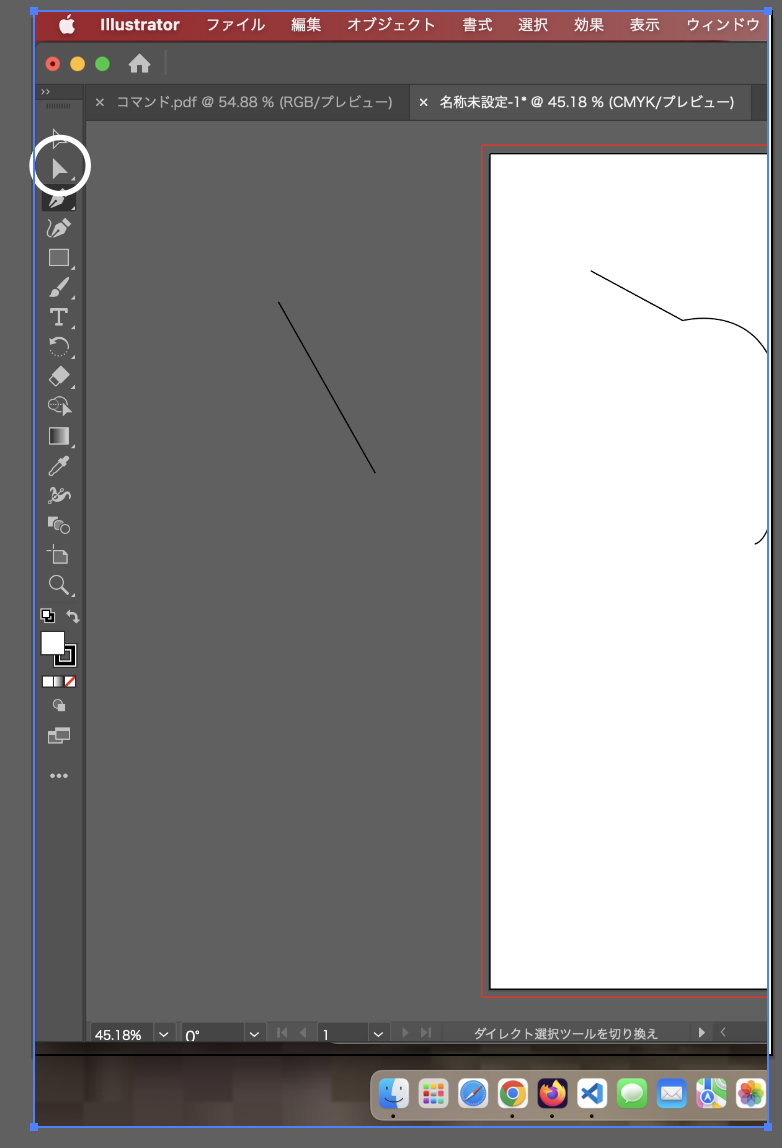 Illustrator ファイル 編集 オブジェクト 書式 選択 効果 表示 ウィンドウ
× コマンド.pdf @ 54.88 % (RGB/プレビュー) × 名称未設定-1* @ 45.18 % (CMYK/プレビュー)
45.18% 0° 1 ダイレクト選択ツールを切り換え